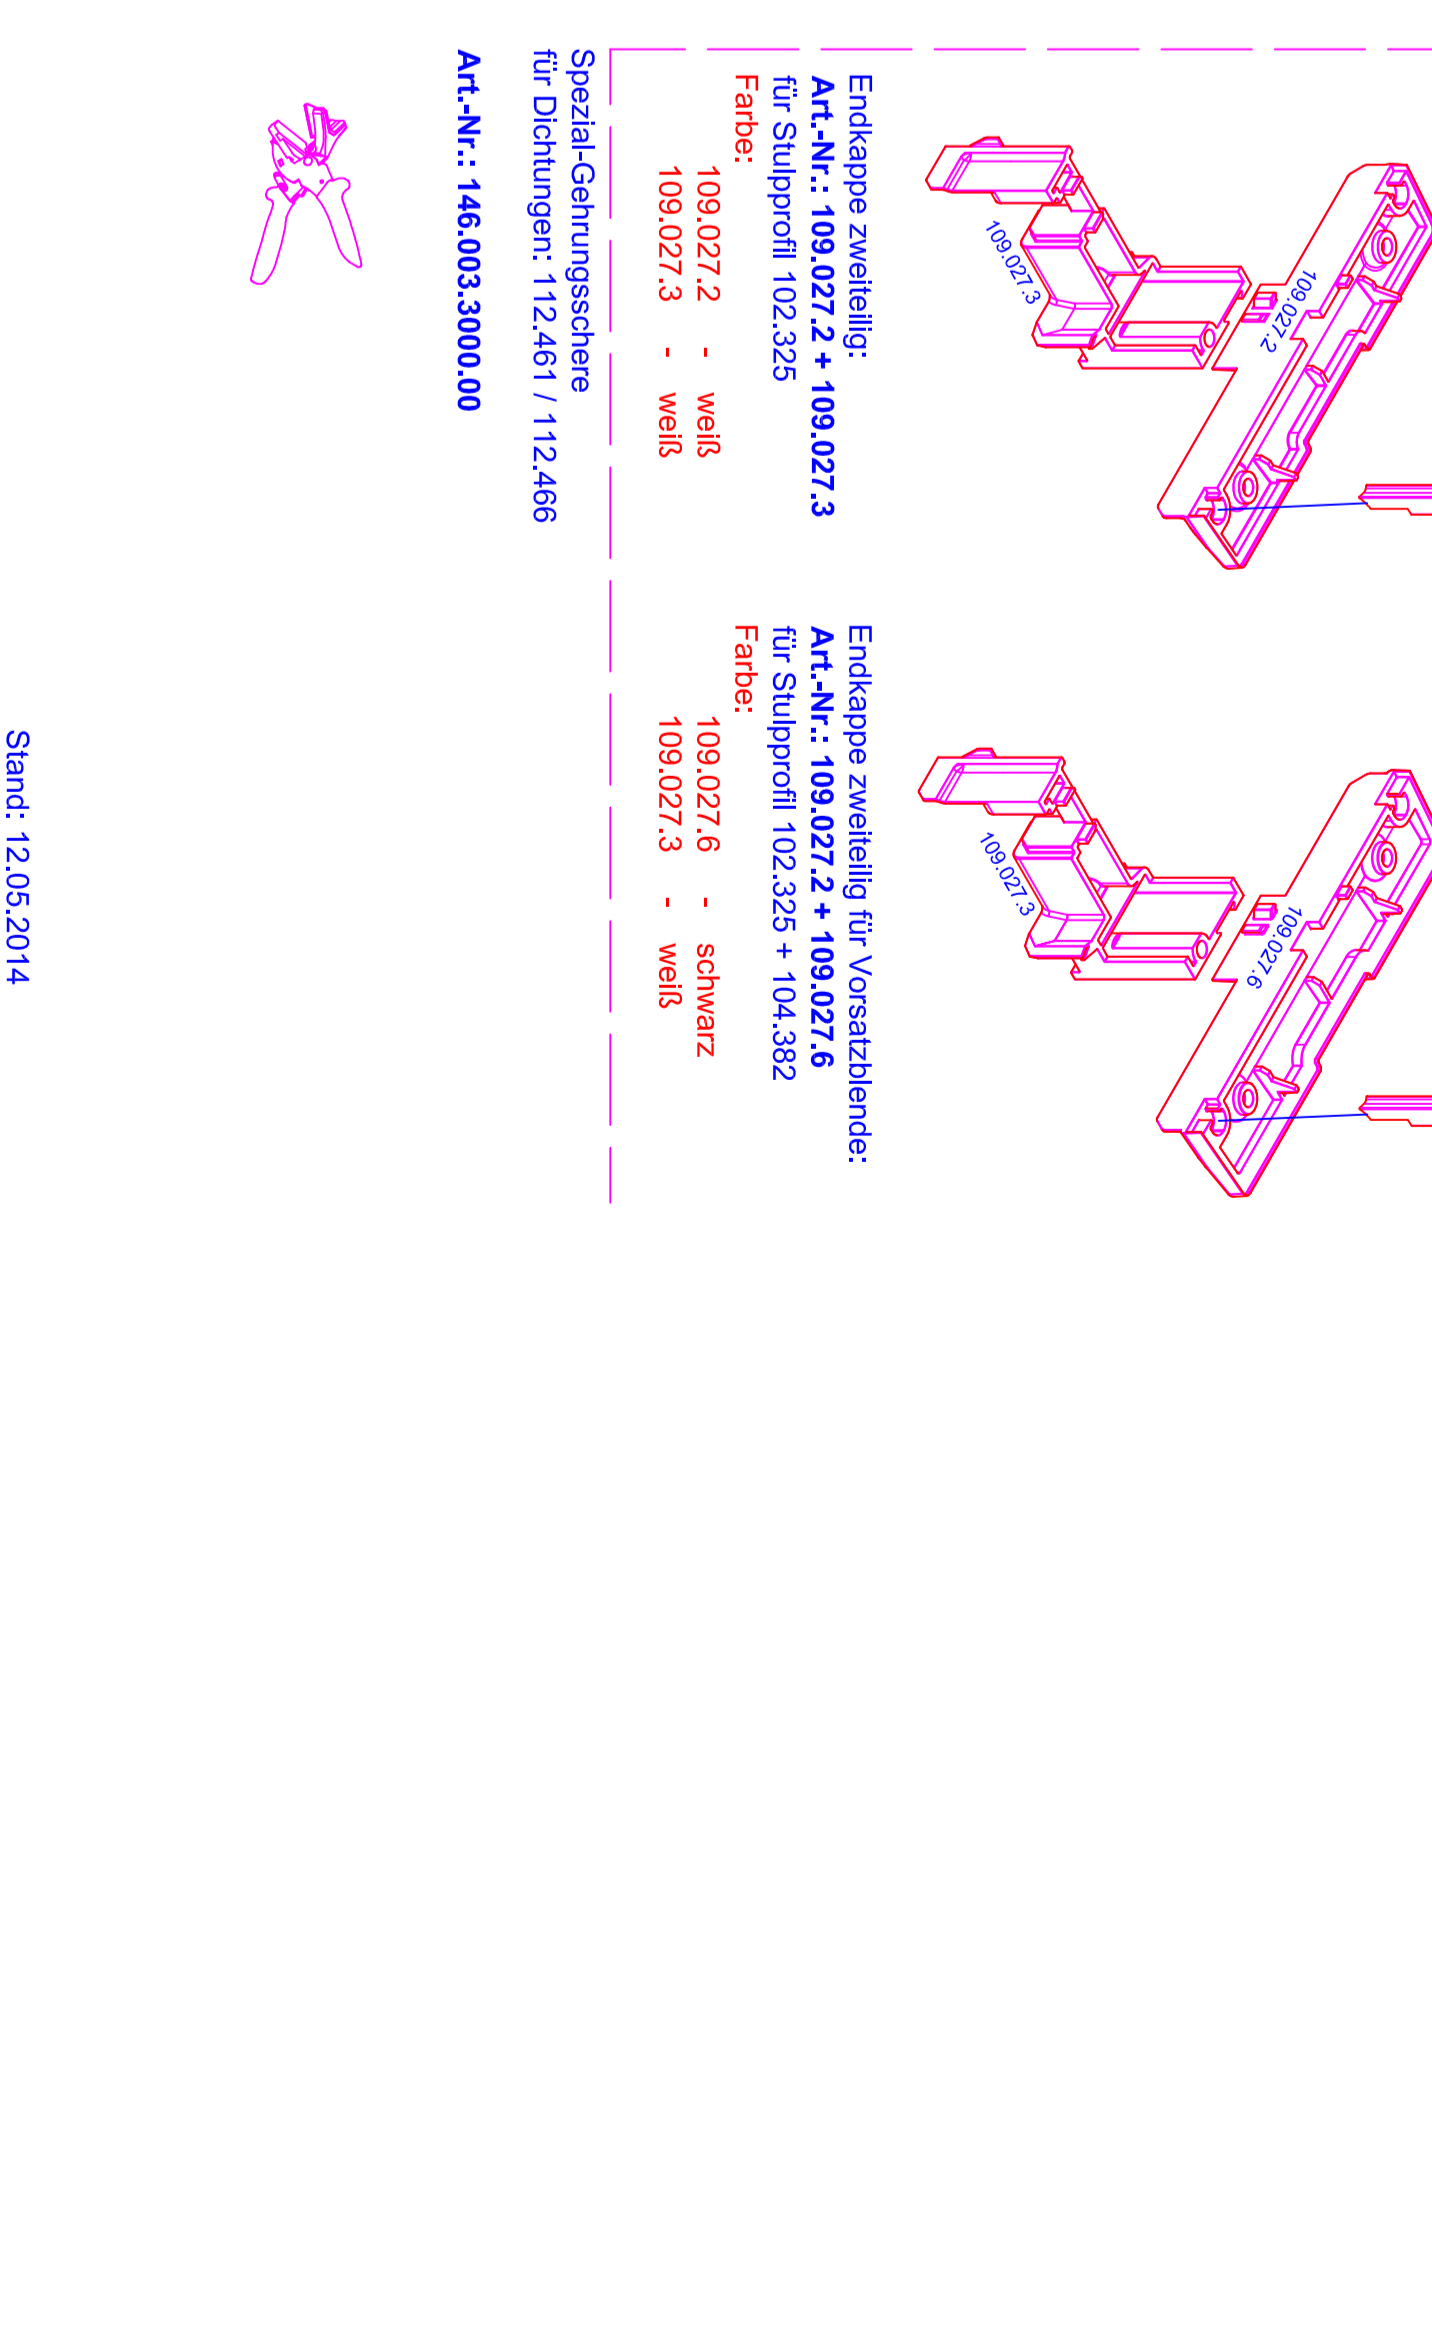 109.027.2
109.027.3
Endkappe zweiteilig:
Art.-Nr.: 109.027.2 + 109.027.3
für Stulpprofil 102.325
Farbe:
109.027.2 - weiß
109.027.3 - weiß
109.027.6
109.027.3
Endkappe zweiteilig für Vorsatzblende:
Art.-Nr.: 109.027.2 + 109.027.6
für Stulpprofil 102.325 + 104.382
Farbe:
109.027.6 - schwarz
109.027.3 - weiß
Spezial-Gehrungsschere
für Dichtungen: 112.461 / 112.466
Art.-Nr.: 146.003.3000.00
Stand: 12.05.2014